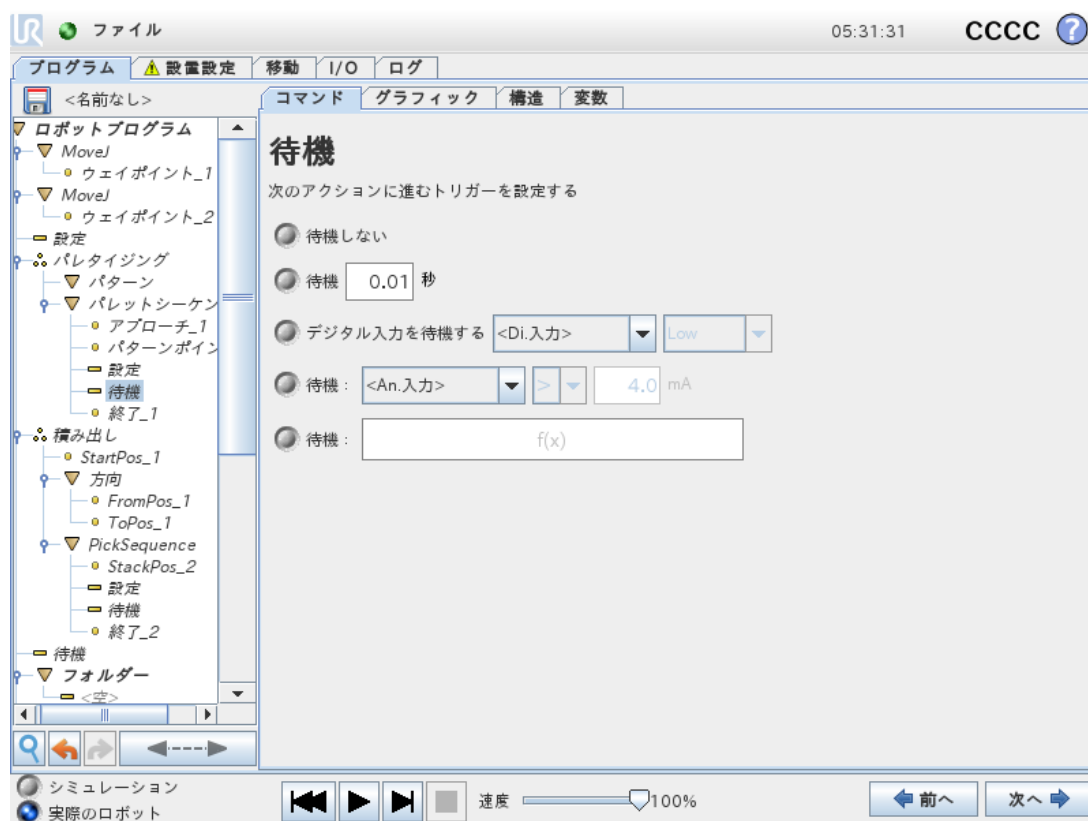 UR ファイル 05:31:31 CCCC ?
プログラム 設置設定 移動 I/O ログ
<名前なし>
コマンド グラフィック 構造 変数
ロボットプログラム
MoveJ
ウェイポイント_1
MoveJ
ウェイポイント_2
設定
パレタイジング
パターン
パレットシーケン
アプローチ_1
パターンポイン
設定
待機
終了_1
積み出し
StartPos_1
方向
FromPos_1
ToPos_1
PickSequence
StackPos_2
設定
待機
終了_2
待機
フォルダー
<空>
待機
次のアクションに進むトリガーを設定する
待機しない
待機 0.01 秒
デジタル入力を待機する <Di.入力> Low
待機 : <An.入力> > 4.0 mA
待機 : f(x)
シミュレーション
実際のロボット
速度 100%
前へ 次へ